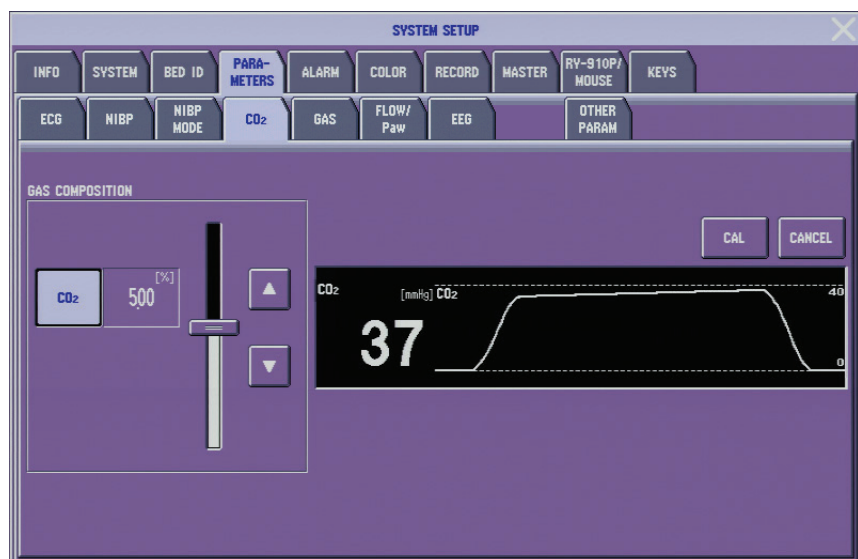 SYSTEM SETUP
INFO
SYSTEM
BED ID
PARA-
METERS
ALARM
COLOR
RECORD
MASTER
RY-910P/
MOUSE
KEYS
ECG
NIBP
NIBP
MODE
CO₂
GAS
FLOW/
Paw
EEG
OTHER
PARAM
GAS COMPOSITION
CAL
CANCEL
CO₂
5.00
[%]
CO₂
[mmHg]
CO₂
40
37
0